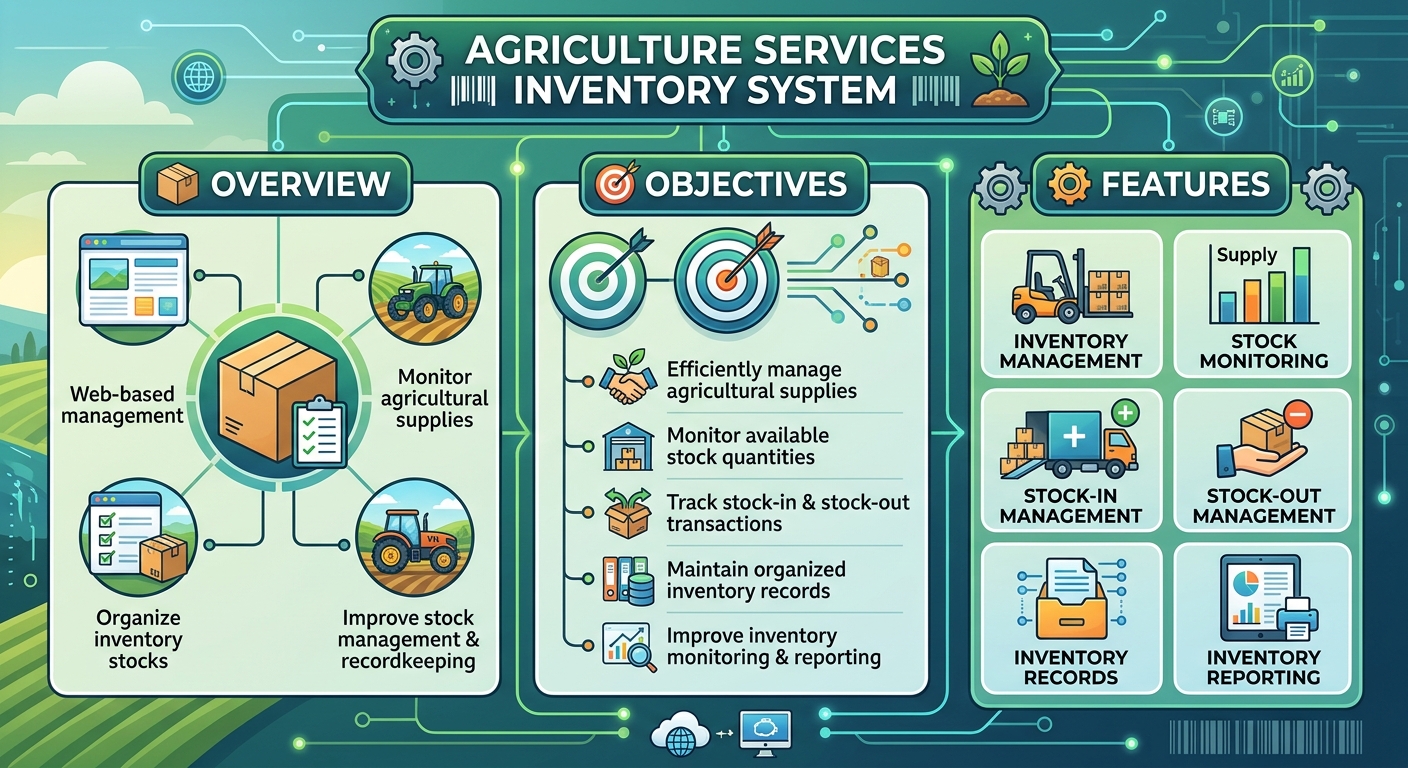 AGRICULTURE SERVICES
INVENTORY SYSTEM
OVERVIEW
Web-based
management
Monitor
agricultural
supplies
Organize
inventory
stocks
Improve stock
management &
recordkeeping
OBJECTIVES
Efficiently manage
agricultural supplies
Monitor available
stock quantities
Track stock-in & stock-out
transactions
Maintain organized
inventory records
Improve inventory
monitoring & reporting
FEATURES
INVENTORY
MANAGEMENT
Supply
STOCK
MONITORING
STOCK-IN
MANAGEMENT
STOCK-OUT
MANAGEMENT
INVENTORY
RECORDS
INVENTORY
REPORTING